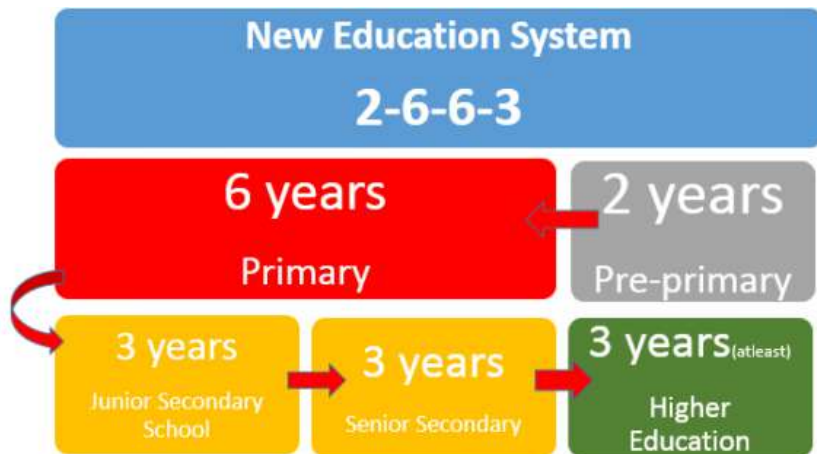 New Education System
2-6-6-3
6 years
Primary
2 years
Pre-primary
3 years
Junior Secondary
School
3 years
Senior Secondary
3 years(atleast)
Higher
Education